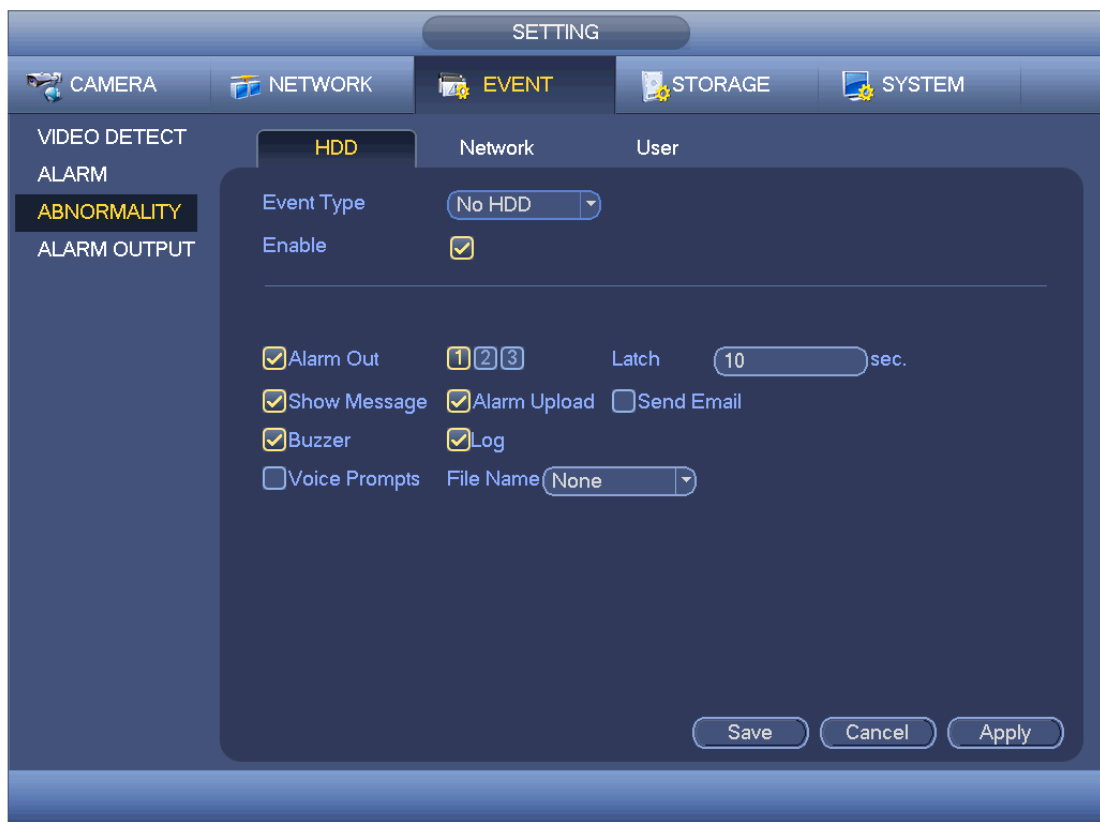 SETTING
CAMERA NETWORK EVENT STORAGE SYSTEM
VIDEO DETECT
ALARM
ABNORMALITY
ALARM OUTPUT
HDD Network User
Event Type No HDD
Enable
Alarm Out 1 2 3 Latch 10 sec.
Show Message Alarm Upload Send Email
Buzzer Log
Voice Prompts File Name None
Save Cancel Apply